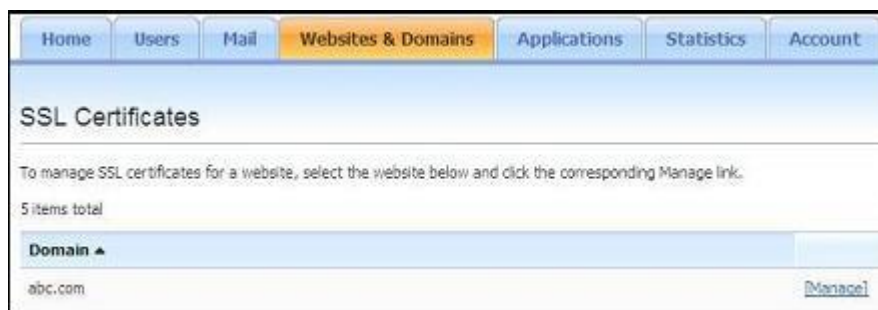 Home Users Mail Websites & Domains Applications Statistics Account
SSL Certificates
To manage SSL certificates for a website, select the website below and click the corresponding Manage link.
5 items total
Domain ▲
abc.com [Manage]